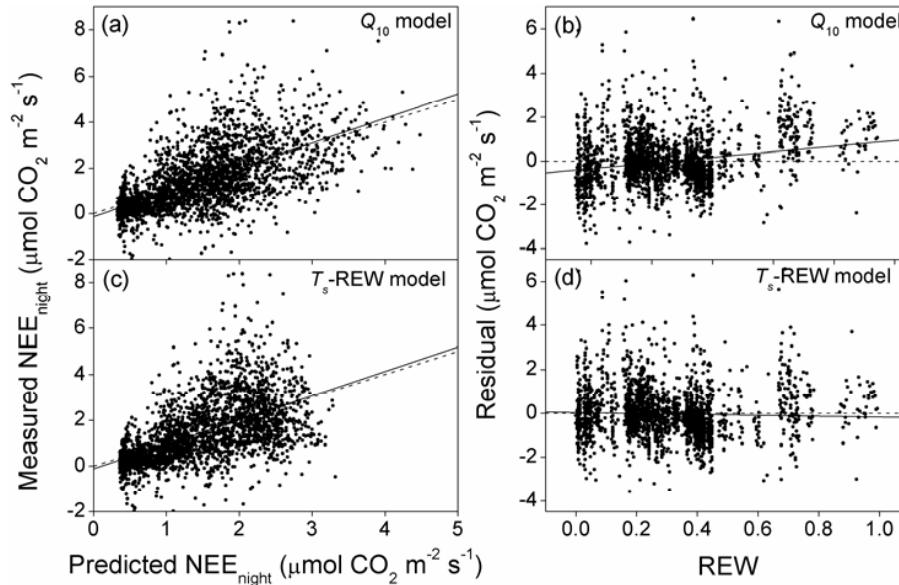 (a)
Q₁₀ model
8
6
4
2
0
-2
(b)
Q₁₀ model
6
4
2
0
-2
-4
(c)
Tₛ-REW model
8
6
4
2
0
-2
0 1 2 3 4 5
(d)
Tₛ-REW model
6
4
2
0
-2
-4
0.0 0.2 0.4 0.6 0.8 1.0
Measured NEE_night (μmol CO₂ m⁻² s⁻¹)
Residual (μmol CO₂ m⁻² s⁻¹)
Predicted NEE_night (μmol CO₂ m⁻² s⁻¹)
REW